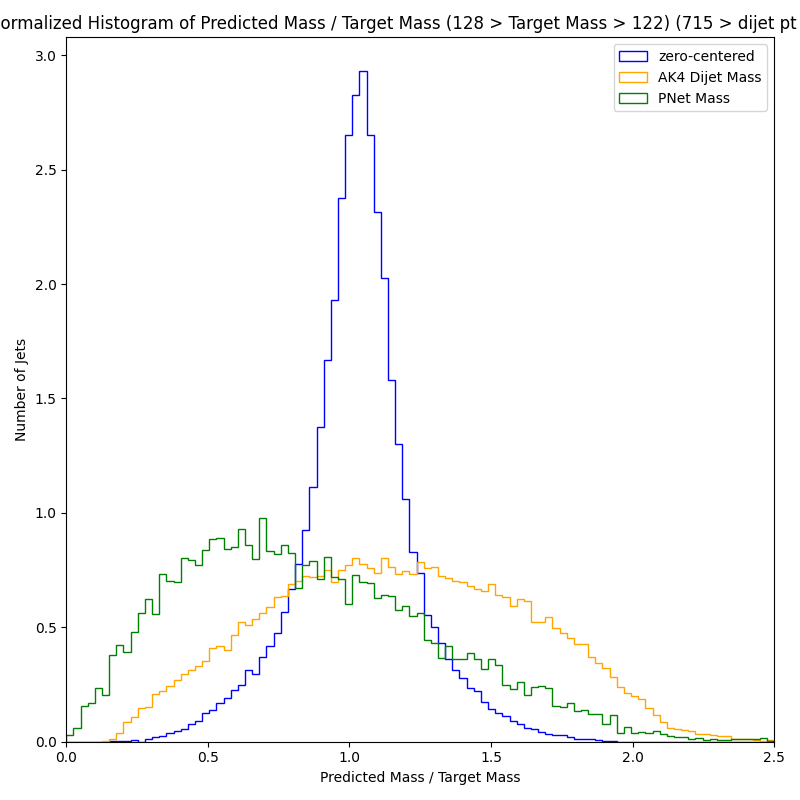 ormalized Histogram of Predicted Mass / Target Mass (128 > Target Mass > 122) (715 > dijet pt
3.0
2.5
2.0
1.5
1.0
0.5
0.0
Number of Jets
zero-centered
AK4 Dijet Mass
PNet Mass
0.0 0.5 1.0 1.5 2.0 2.5
Predicted Mass / Target Mass